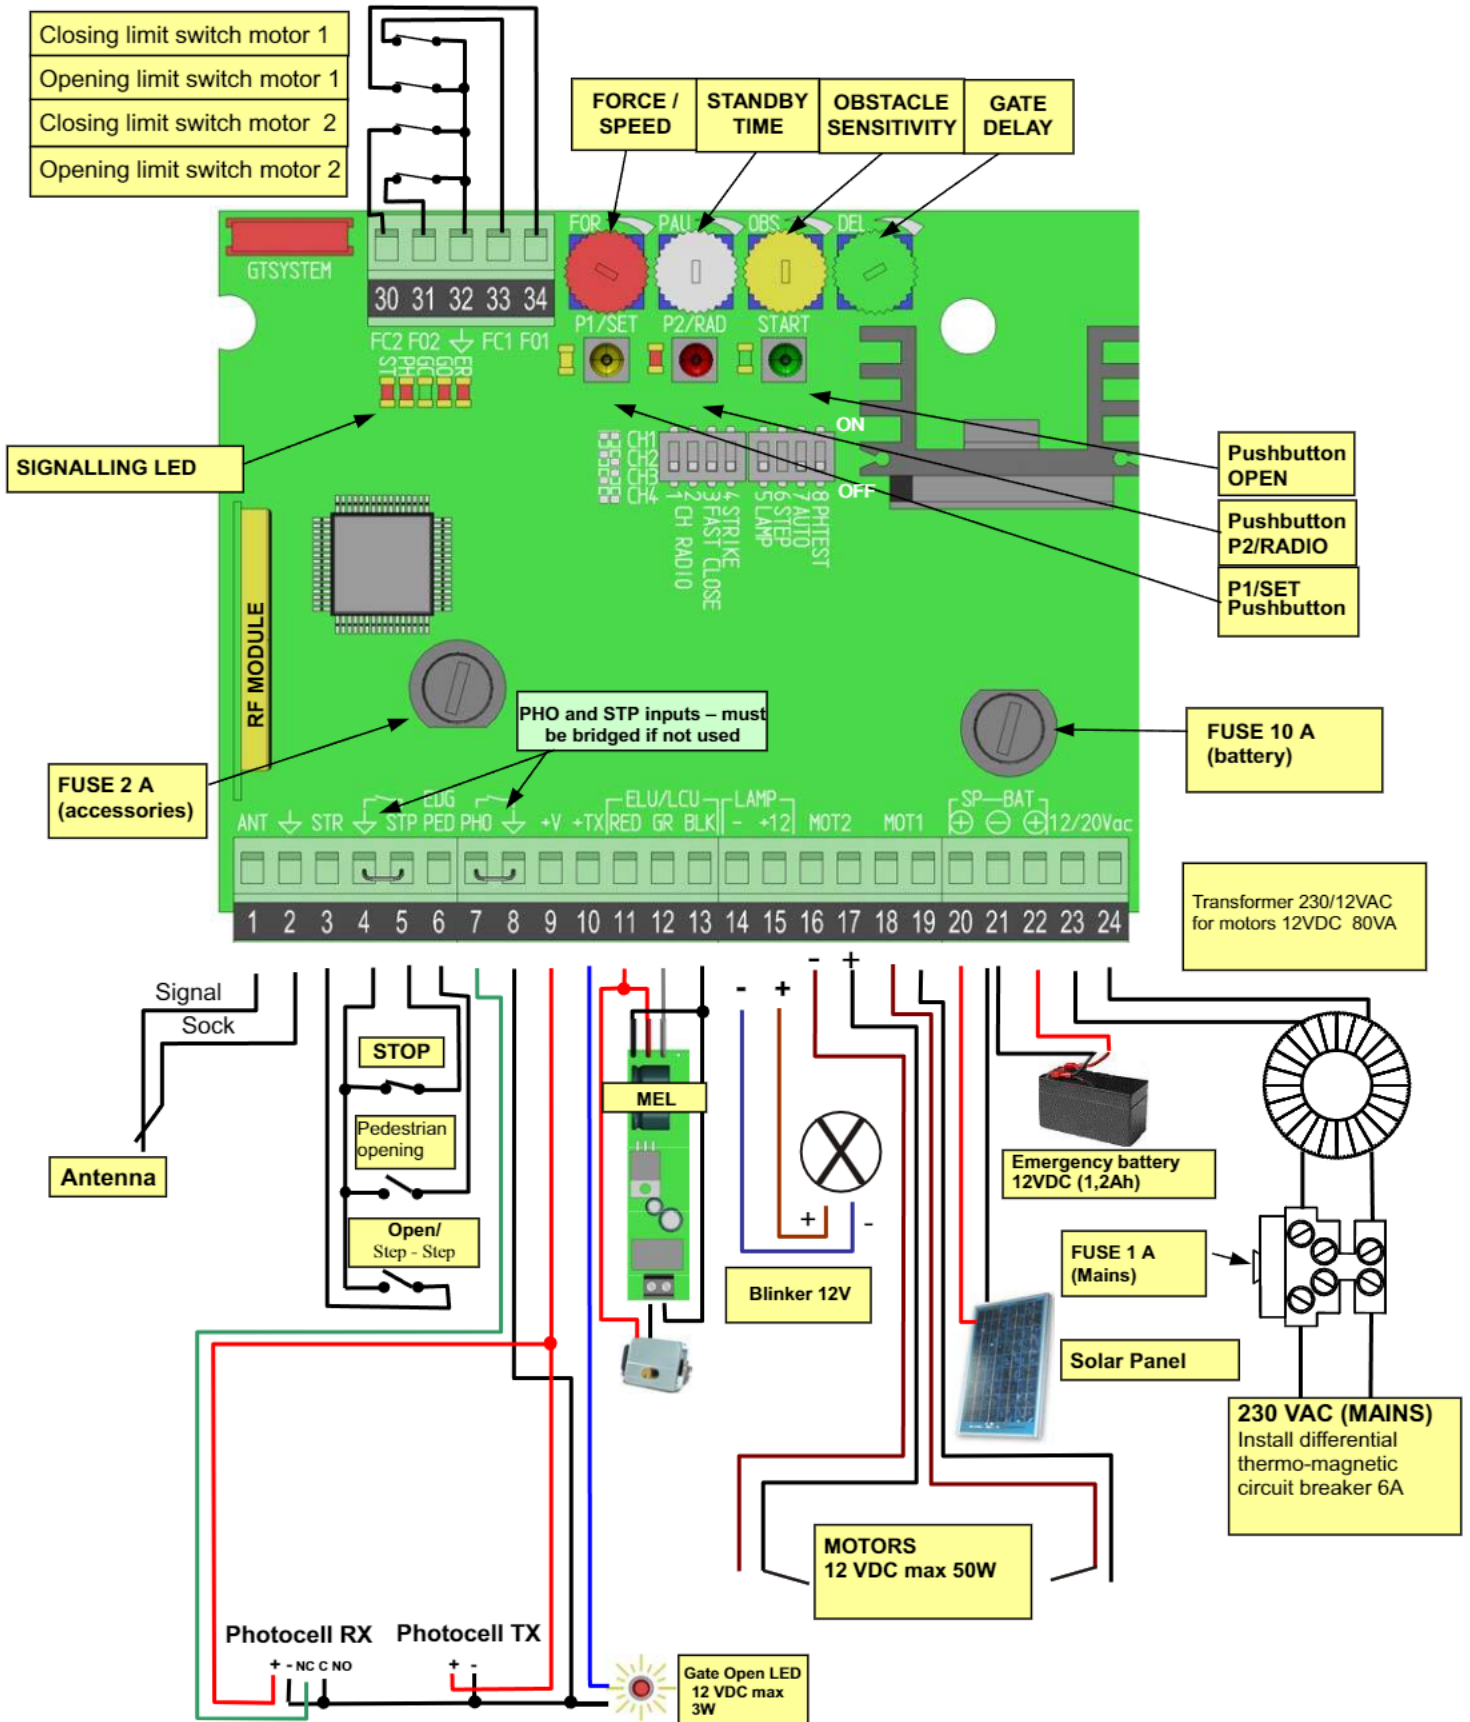 Closing limit switch motor 1
Opening limit switch motor 1
Closing limit switch motor 2
Opening limit switch motor 2
FORCE /
SPEED
STANDBY
TIME
OBSTACLE
SENSITIVITY
GATE
DELAY
GTSYSTEM
FOR
PAU
OBS
DEL
30 31 32 33 34
FC2 FO2 FC1 FO1
P1/SET
P2/RAD
START
ST
PH
GC
GO
ER
SIGNALLING LED
ON
OFF
CH1
CH2
CH3
CH4
1
2 CH RADIO
3 FAST CLOSE
4 STRIKE
5 LAMP
6 STEP
7 AUTO
8 PHTEST
Pushbutton
OPEN
Pushbutton
P2/RADIO
P1/SET
Pushbutton
RF MODULE
PHO and STP inputs – must
be bridged if not used
FUSE 2 A
(accessories)
FUSE 10 A
(battery)
EDG
ELU/LCU
LAMP
SP—BAT
ANT STR STP PED PHO +V +TX RED GR BLK - +12 MOT2 MOT1 + - + 12/20Vac
1 2 3 4 5 6 7 8 9 10 11 12 13 14 15 16 17 18 19 20 21 22 23 24
Transformer 230/12VAC
for motors 12VDC 80VA
Signal
Sock
Antenna
STOP
Pedestrian
opening
Open/
Step - Step
MEL
- +
- +
+ -
Blinker 12V
Emergency battery
12VDC (1,2Ah)
FUSE 1 A
(Mains)
Solar Panel
230 VAC (MAINS)
Install differential
thermo-magnetic
circuit breaker 6A
MOTORS
12 VDC max 50W
Photocell RX
+ - NC C NO
Photocell TX
+ -
Gate Open LED
12 VDC max
3W